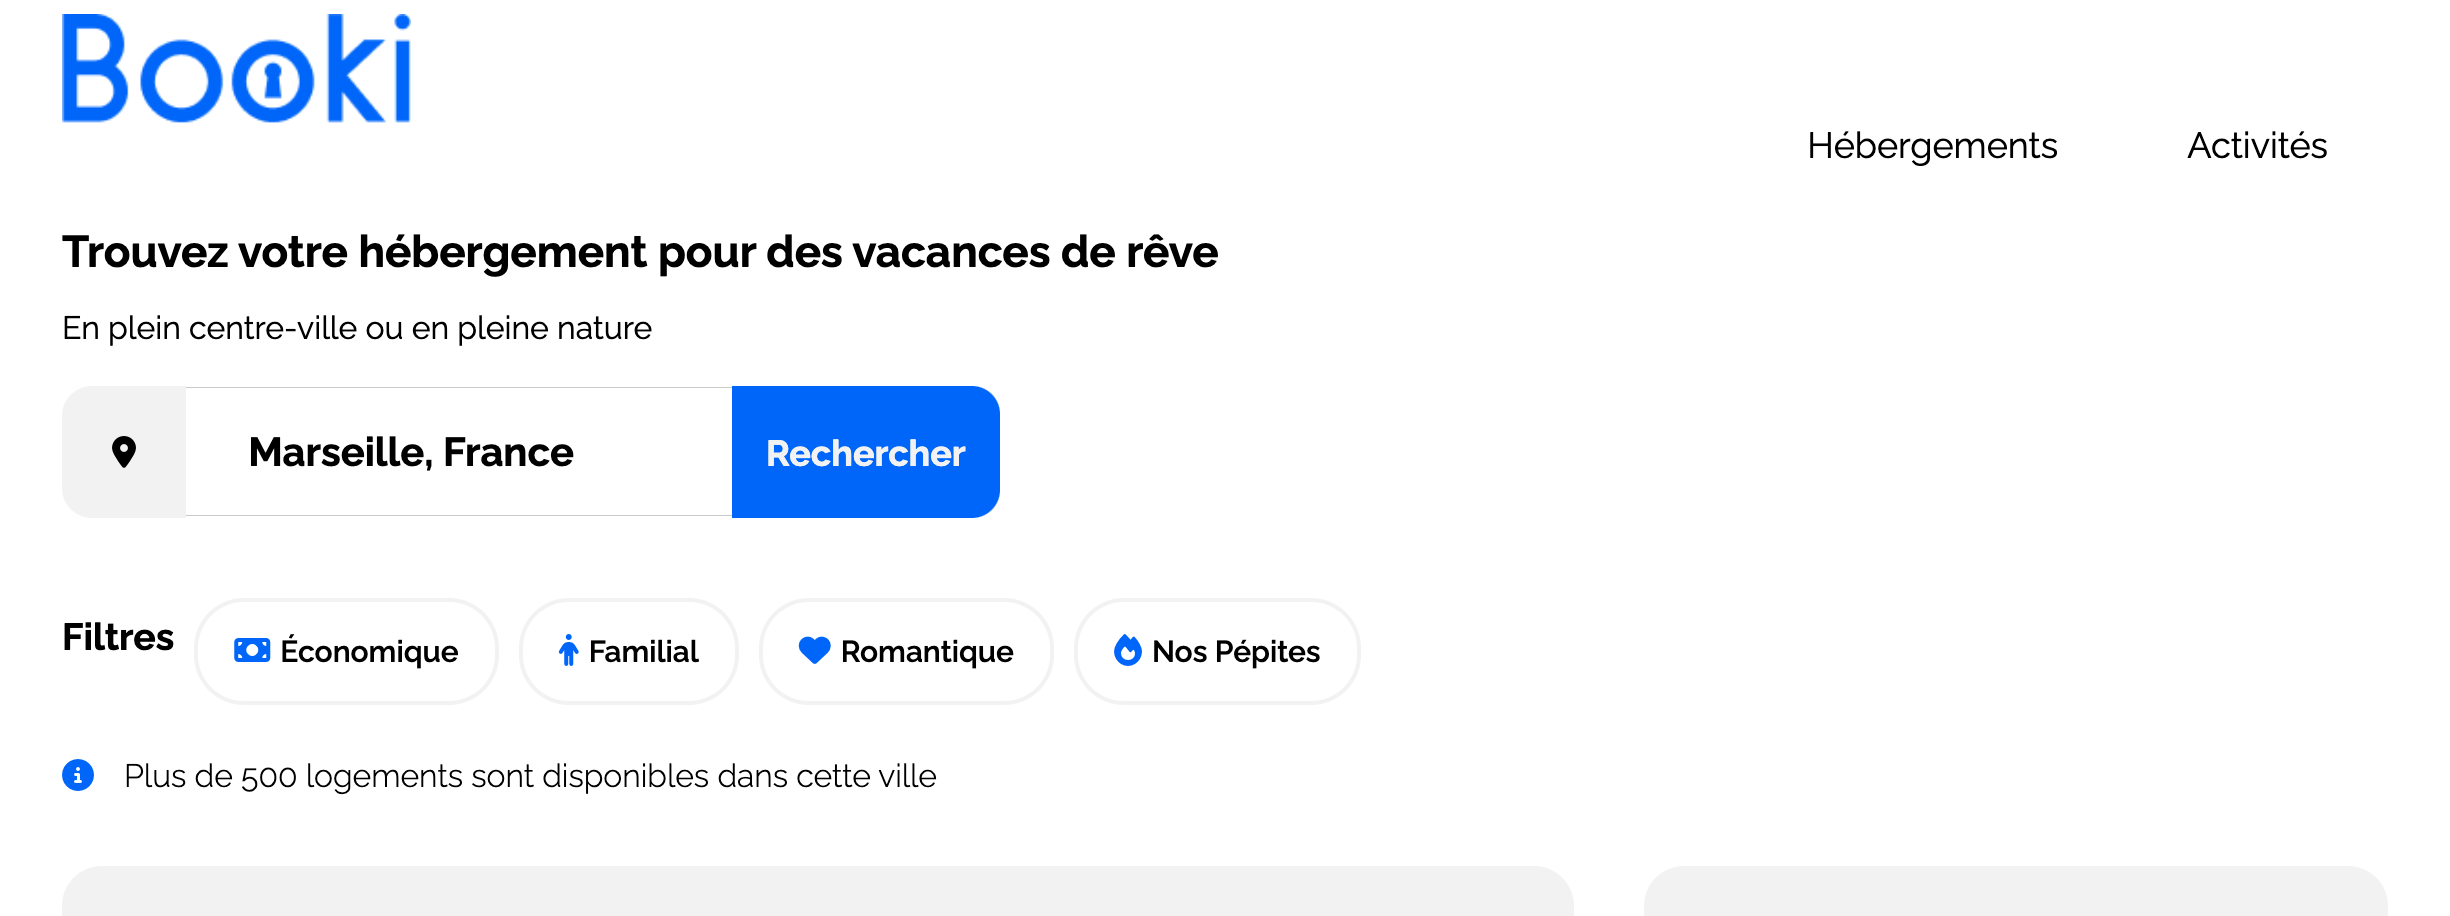 Booki
Hébergements
Activités
Trouvez votre hébergement pour des vacances de rêve
En plein centre-ville ou en pleine nature
Marseille, France
Rechercher
Filtres
Économique
Familial
Romantique
Nos Pépites
Plus de 500 logements sont disponibles dans cette ville